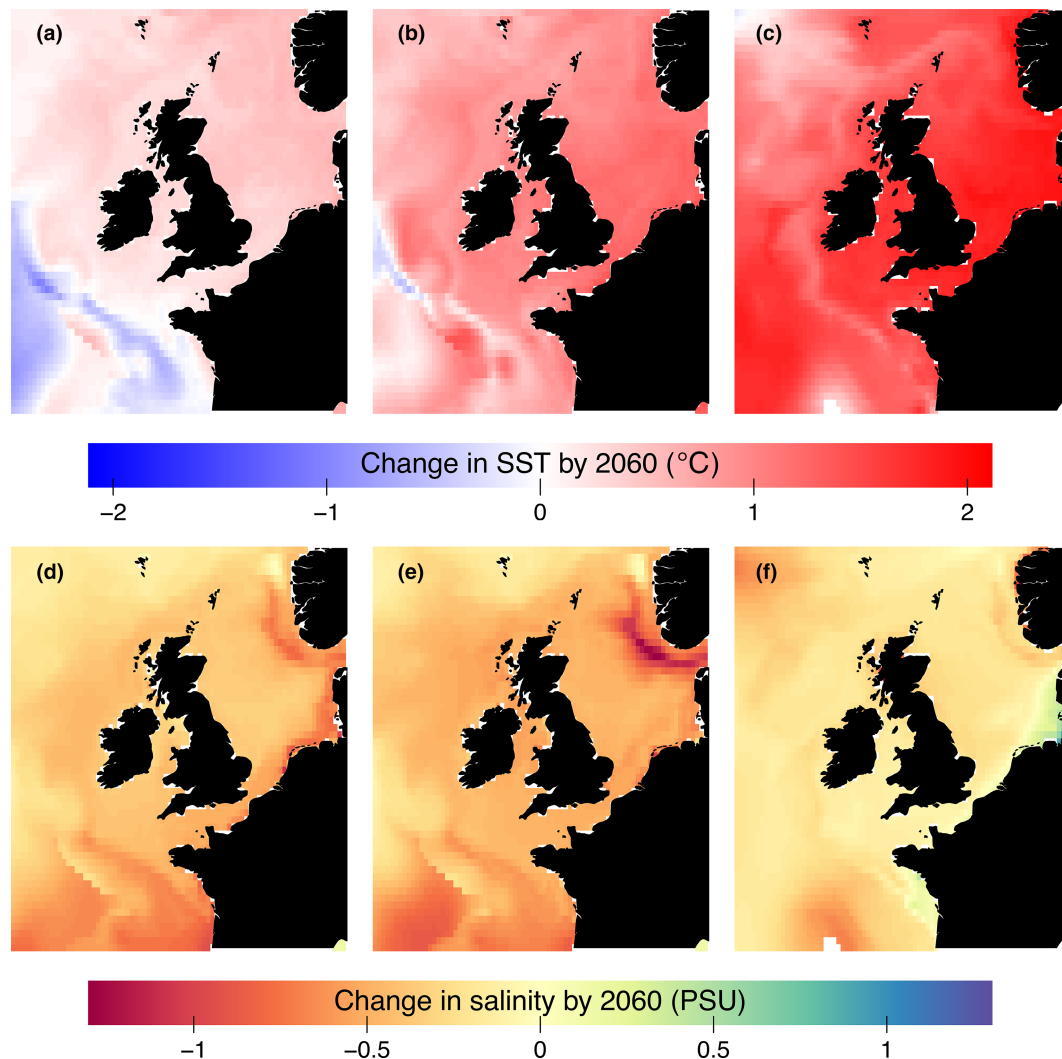 (a) (b) (c)
Change in SST by 2060 (°C)
−2 −1 0 1 2
(d) (e) (f)
Change in salinity by 2060 (PSU)
−1 −0.5 0 0.5 1